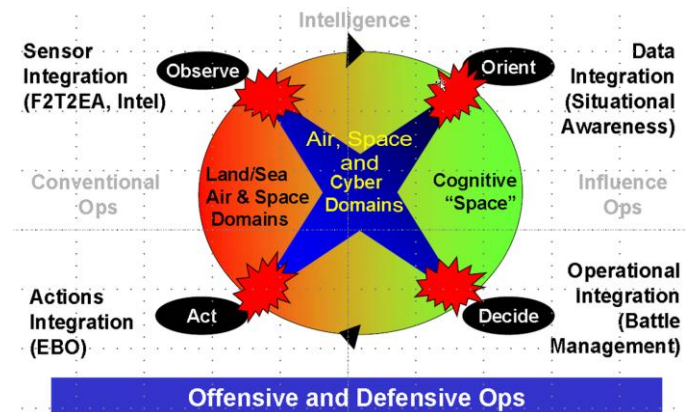 Intelligence
Sensor
Integration
(F2T2EA, Intel)
Observe
Orient
Data
Integration
(Situational
Awareness)
Air, Space
and
Cyber
Domains
Conventional
Ops
Land/Sea
Air & Space
Domains
Cognitive
“Space”
Influence
Ops
Actions
Integration
(EBO)
Act
Decide
Operational
Integration
(Battle
Management)
Offensive and Defensive Ops